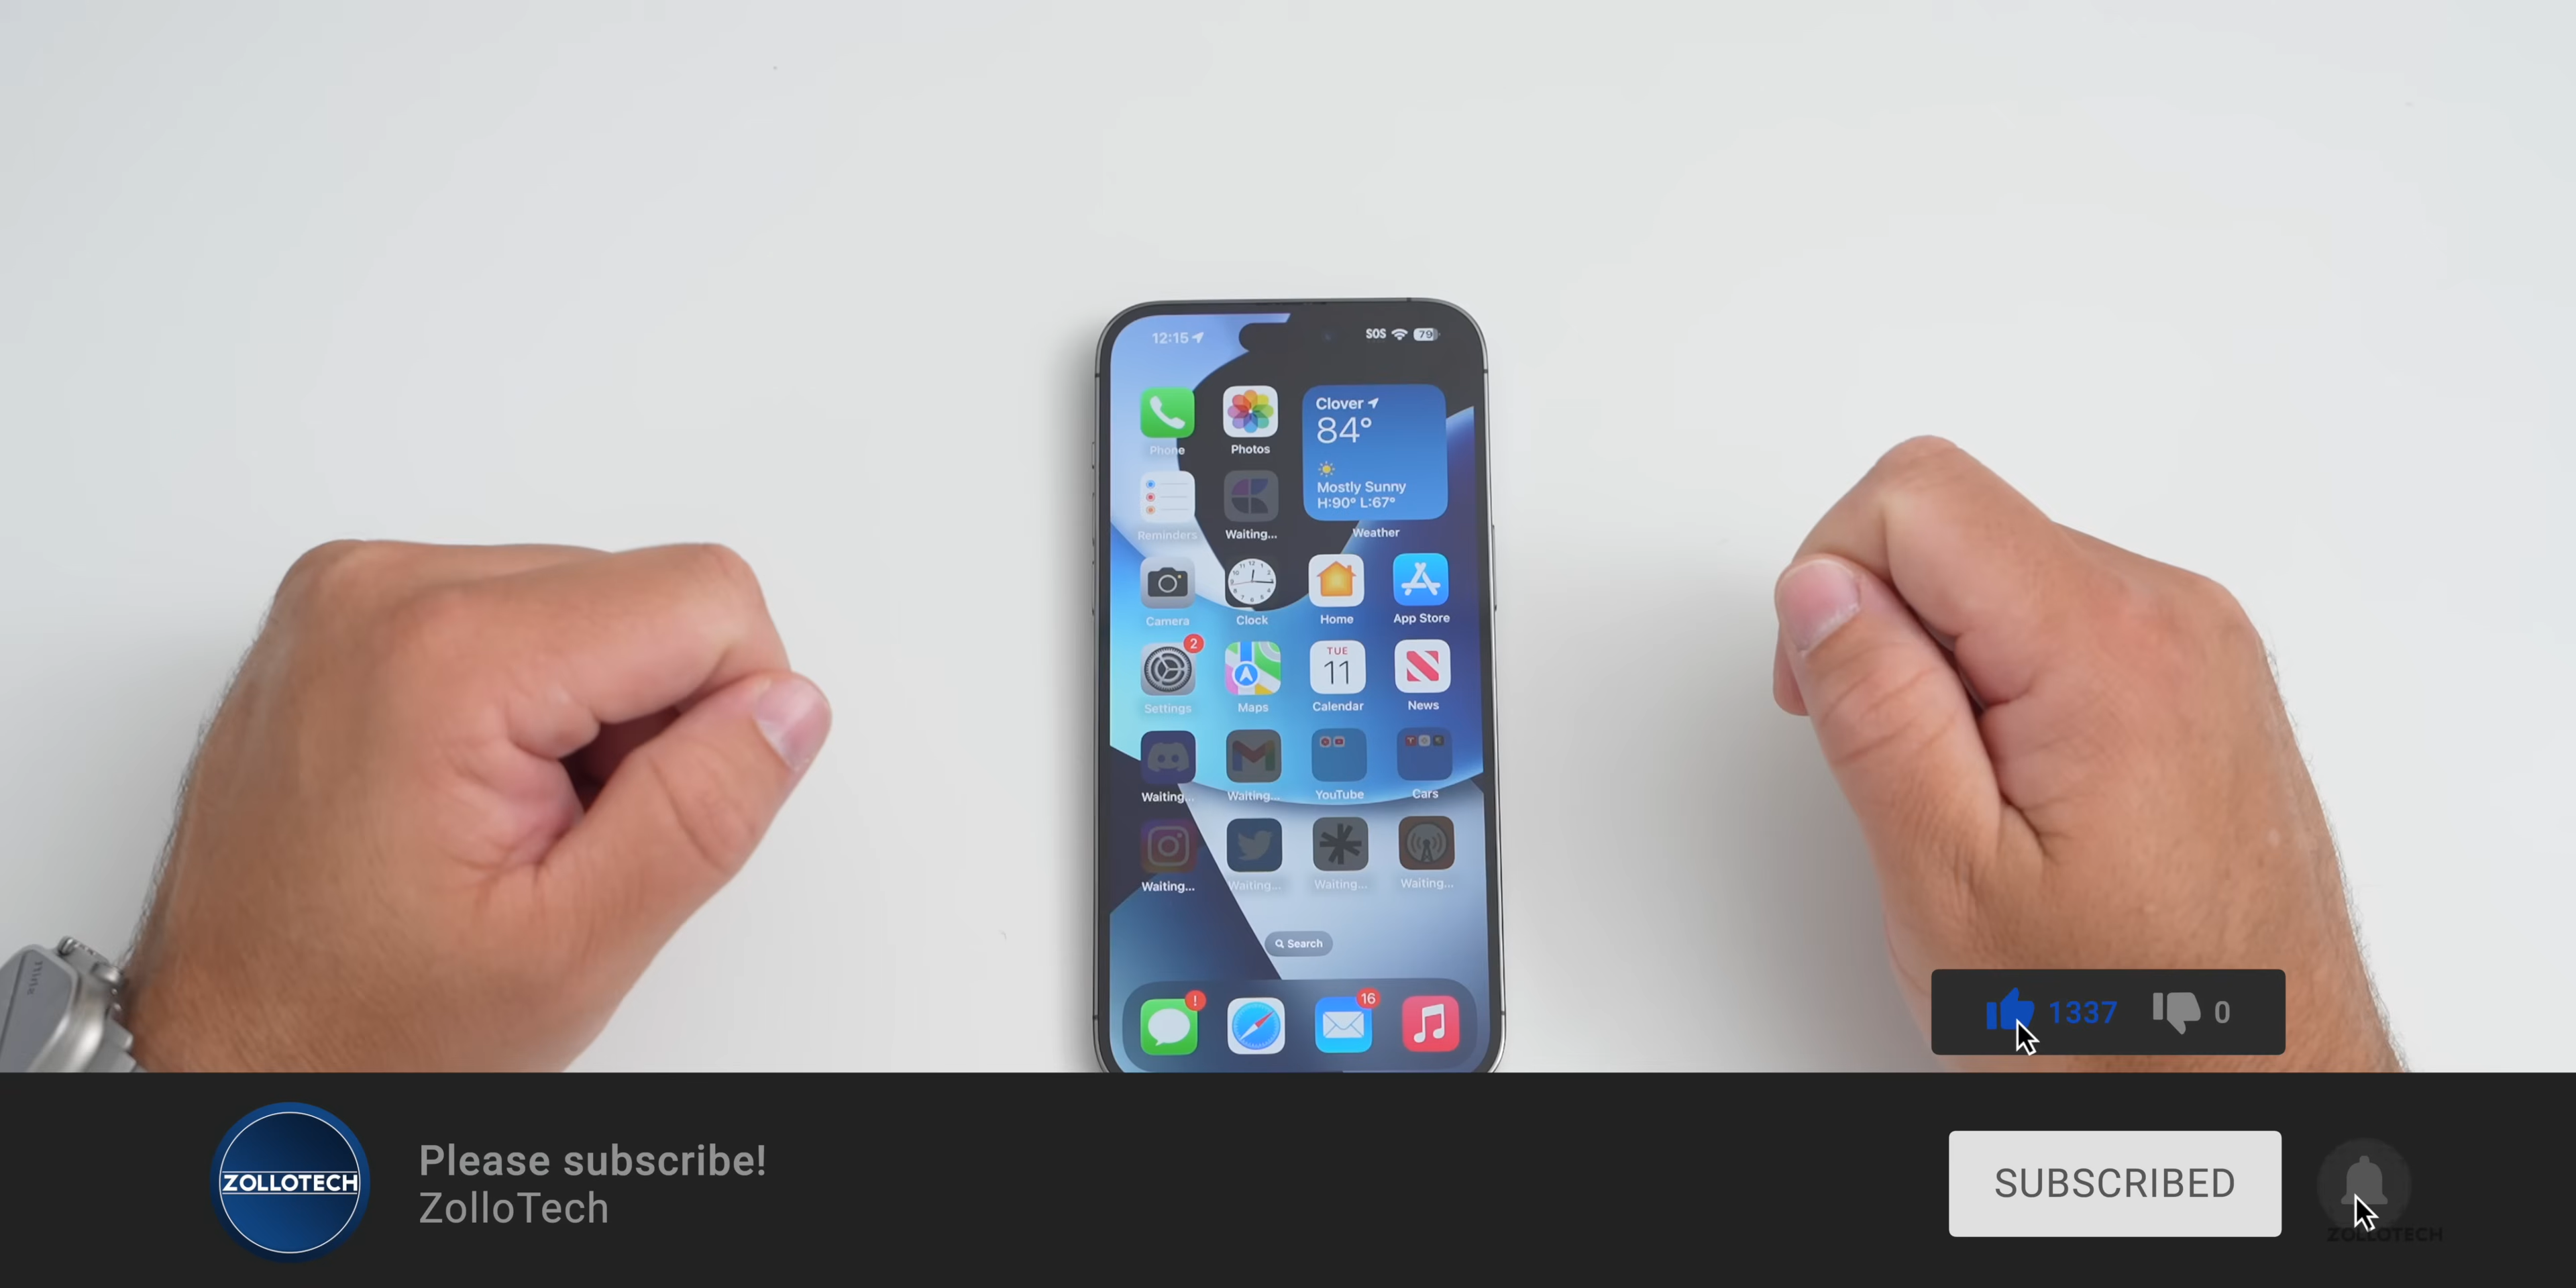 12:15
SOS 79
Clover
84°
Mostly Sunny
H:90° L:67°
Phone
Photos
Weather
Reminders
Waiting...
Camera
Clock
Home
App Store
2
TUE
11
Settings
Maps
Calendar
News
Waiting...
Waiting...
YouTube
Cars
Waiting...
Waiting...
Waiting...
Waiting...
Search
!
16
1337
0
ZOLLOTECH
Please subscribe!
ZolloTech
SUBSCRIBED
ZOLLOTECH